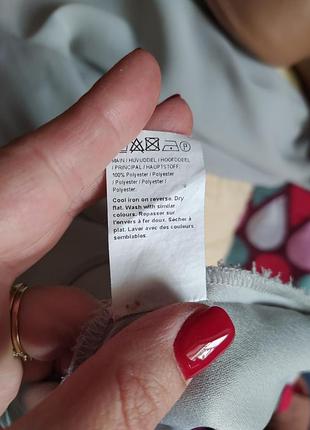 MAIN / HUVUDDEL / HOOFDDEEL
/ PRINCIPAL / HAUPTSTOFF:
100% Polyester / Polyester
/ Polyester / Polyester /
Polyester
Cool iron on reverse. Dry
flat. Wash with similar
colours. Repasser sur
l'envers à fer doux. Sécher à
plat. Laver avec des couleurs
semblables.